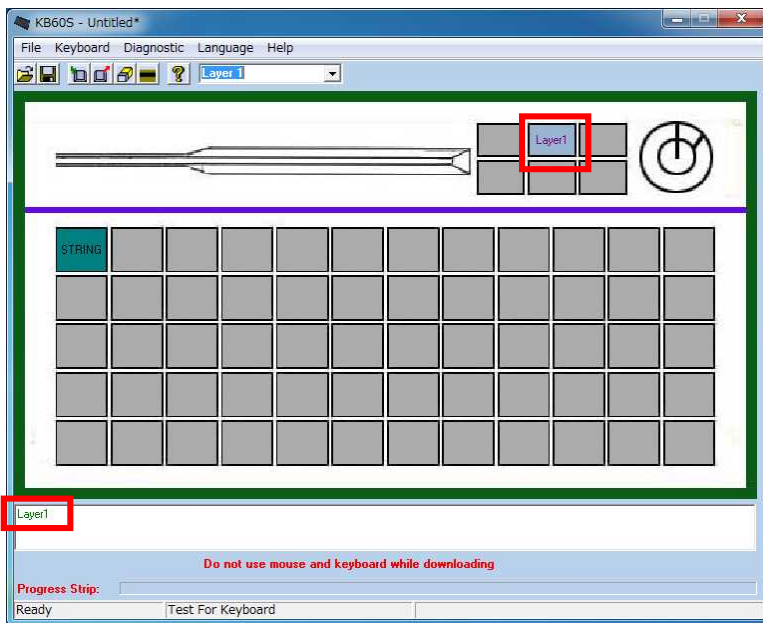 KB60S - Untitled*
File Keyboard Diagnostic Language Help
Layer 1
Layer1
STRING
Layer1
Do not use mouse and keyboard while downloading
Progress Strip:
Ready Test For Keyboard